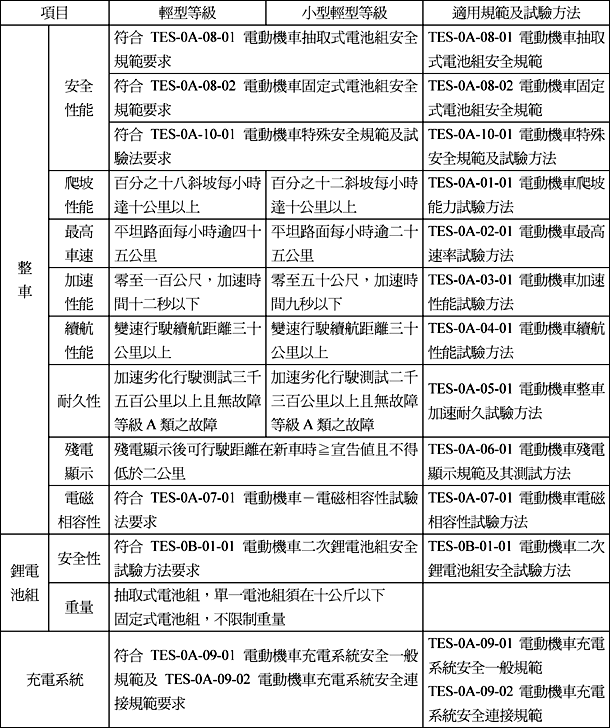 項目 輕型等級 小型輕型等級 適用規範及試驗方法
整車
安全性能
符合 TES-0A-08-01 電動機車抽取式電池組安全
規範要求
TES-0A-08-01 電動機車抽取
式電池組安全規範
符合 TES-0A-08-02 電動機車固定式電池組安全
規範要求
TES-0A-08-02 電動機車固定
式電池組安全規範
符合 TES-0A-10-01 電動機車特殊安全規範及試
驗法要求
TES-0A-10-01 電動機車特殊
安全規範及試驗方法
爬坡
性能
百分之十八斜坡每小時
達十公里以上
百分之十二斜坡每小時
達十公里以上
TES-0A-01-01 電動機車爬坡
能力試驗方法
最高
車速
平坦路面每小時逾四十
五公里
平坦路面每小時逾二十
五公里
TES-0A-02-01 電動機車最高
速率試驗方法
加速
性能
零至一百公尺，加速時
間十二秒以下
零至五十公尺，加速時
間九秒以下
TES-0A-03-01 電動機車加速
性能試驗方法
續航
性能
變速行駛續航距離三十
公里以上
變速行駛續航距離三十
公里以上
TES-0A-04-01 電動機車續航
性能試驗方法
耐久性
加速劣化行駛測試三千
五百公里以上且無故障
等級 A 類之故障
加速劣化行駛測試二千
三百公里以上且無故障
等級 A 類之故障
TES-0A-05-01 電動機車整車
加速耐久試驗方法
殘電
顯示
殘電顯示後可行駛距離在新車時≧宣告值且不得
低於二公里
TES-0A-06-01 電動機車殘電
顯示規範及其測試方法
電磁
相容性
符合 TES-0A-07-01 電動機車－電磁相容性試驗
法要求
TES-0A-07-01 電動機車電磁
相容性試驗方法
鋰電
池組
安全性
符合 TES-0B-01-01 電動機車二次鋰電池組安全
試驗方法要求
TES-0B-01-01 電動機車二次
鋰電池組安全試驗方法
重量
抽取式電池組，單一電池組須在十公斤以下
固定式電池組，不限制重量
充電系統
符合 TES-0A-09-01 電動機車充電系統安全一般
規範及 TES-0A-09-02 電動機車充電系統安全連
接規範要求
TES-0A-09-01 電動機車充電
系統安全一般規範
TES-0A-09-02 電動機車充電
系統安全連接規範